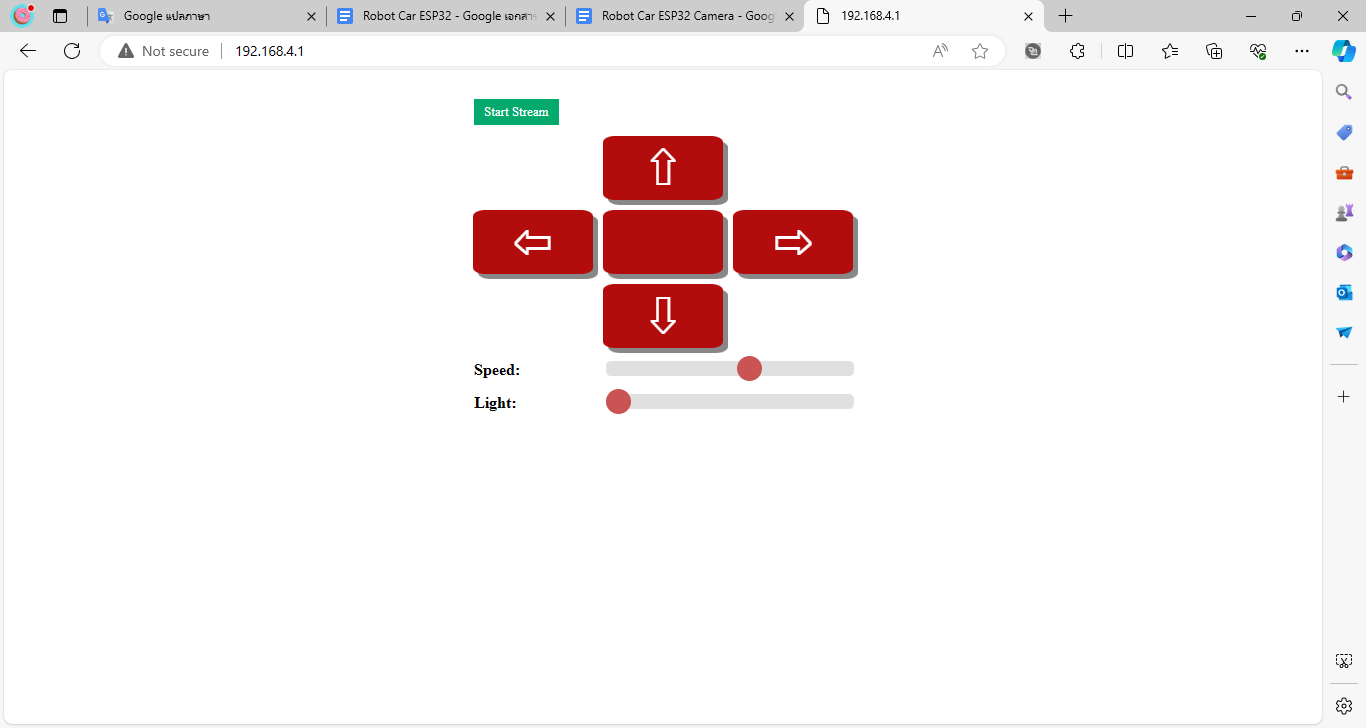 Google แปลภาษา
Robot Car ESP32 - Google เอกสาร
Robot Car ESP32 Camera - Goog
192.168.4.1
Not secure
192.168.4.1
Start Stream
Speed:
Light: